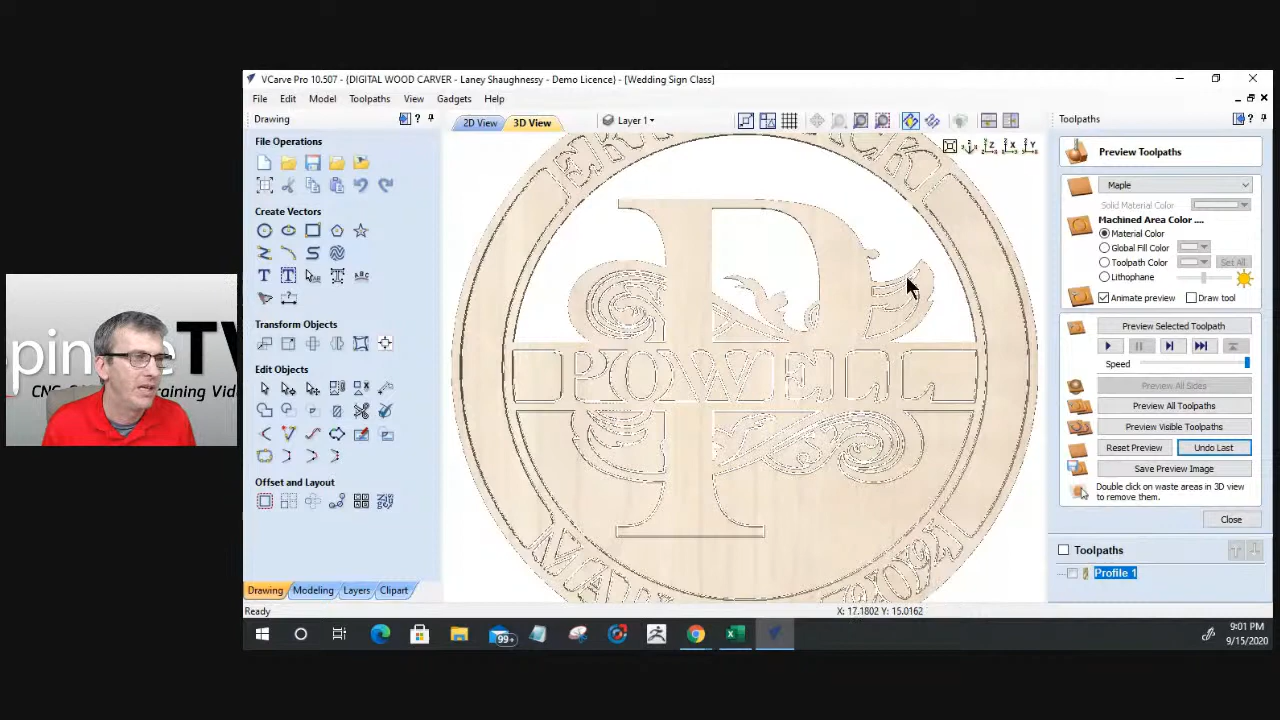 VCarve Pro 10.507 - {DIGITAL WOOD CARVER - Laney Shaughnessy - Demo Licence} - [Wedding Sign Class]
File Edit Model Toolpaths View Gadgets Help
Drawing
2D View 3D View
Layer 1
Toolpaths
File Operations
Create Vectors
Transform Objects
Edit Objects
Offset and Layout
Drawing Modeling Layers Clipart
Ready
X: 17.1802 Y: 15.0162
POWELL
P
2021
Preview Toolpaths
Maple
Solid Material Color
Machined Area Color ....
Material Color
Global Fill Color
Toolpath Color
Set All
Lithophane
Animate preview
Draw tool
Preview Selected Toolpath
Speed
Preview All Sides
Preview All Toolpaths
Preview Visible Toolpaths
Reset Preview
Undo Last
Save Preview Image
Double click on waste areas in 3D view
to remove them.
Close
Toolpaths
Profile 1
99+
9:01 PM
9/15/2020